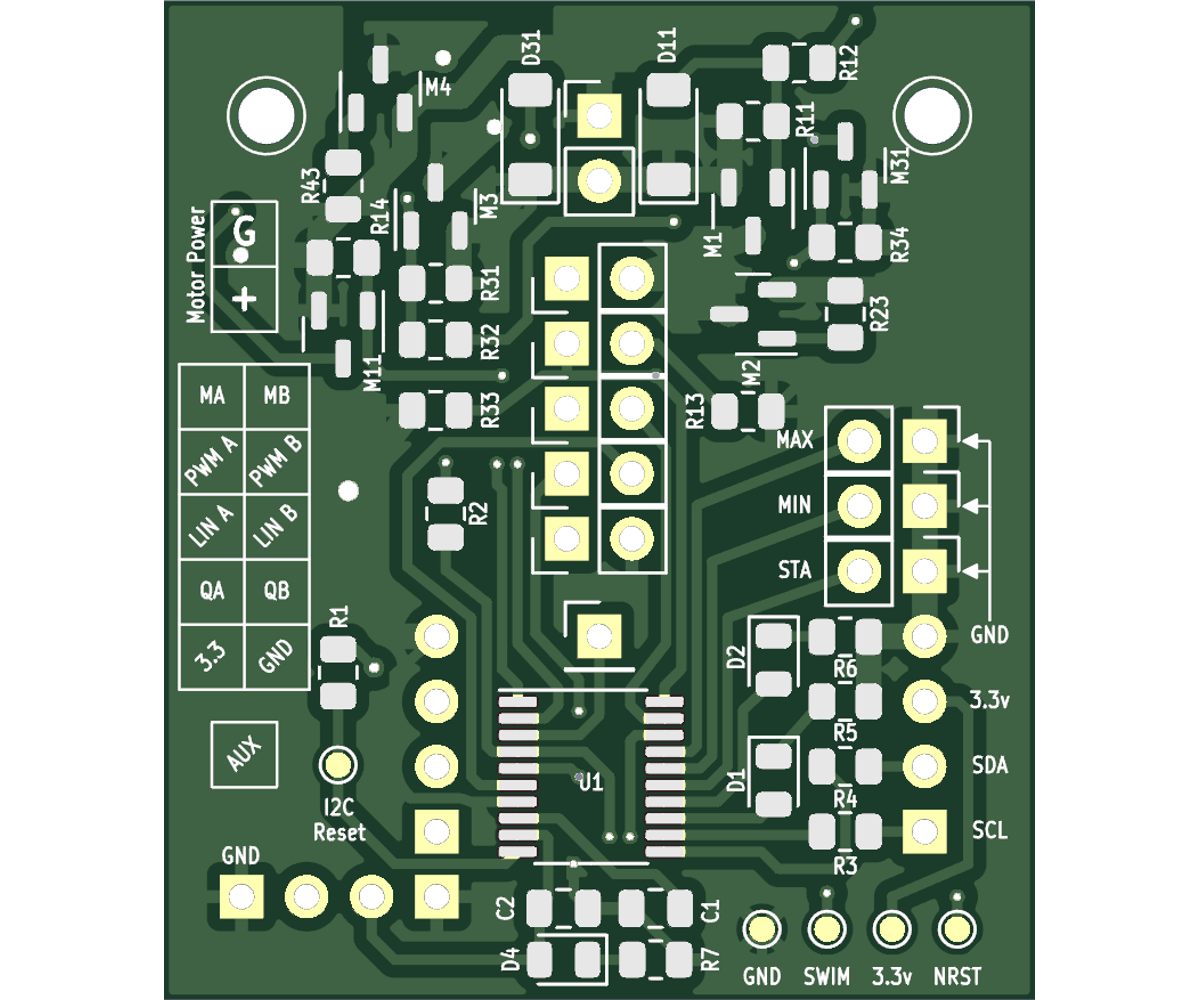 D31
D11
R12
M4
R11
M31
R43
R14
M3
M1
R34
Motor Power
G
+
R31
R23
R32
M11
M2
MA
MB
R33
R13
MAX
PWM A
PWM B
MIN
LIN A
LIN B
R2
STA
QA
QB
R1
GND
3.3
GND
D2
R6
3.3v
R5
AUX
SDA
U1
D1
R4
I2C
Reset
SCL
GND
R3
C2
C1
D4
R7
GND
SWIM
3.3v
NRST